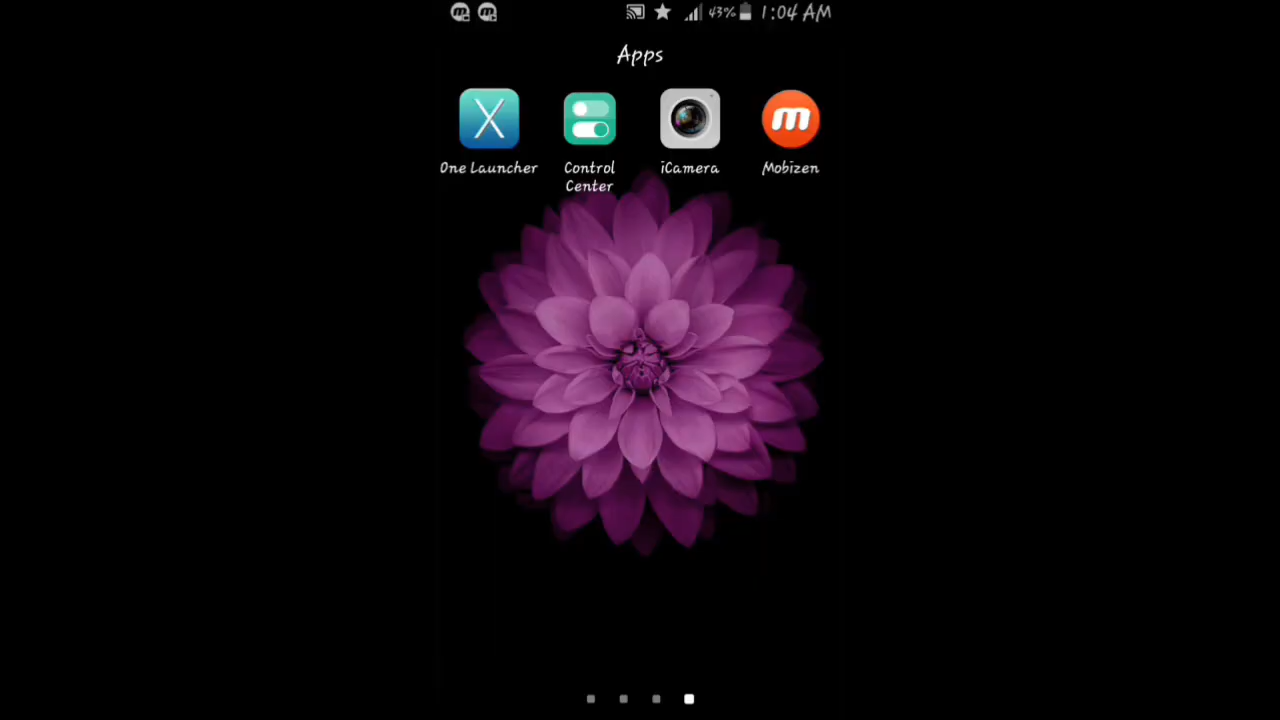 43% 1:04 AM
Apps
One Launcher
Control
Center
iCamera
Mobizen